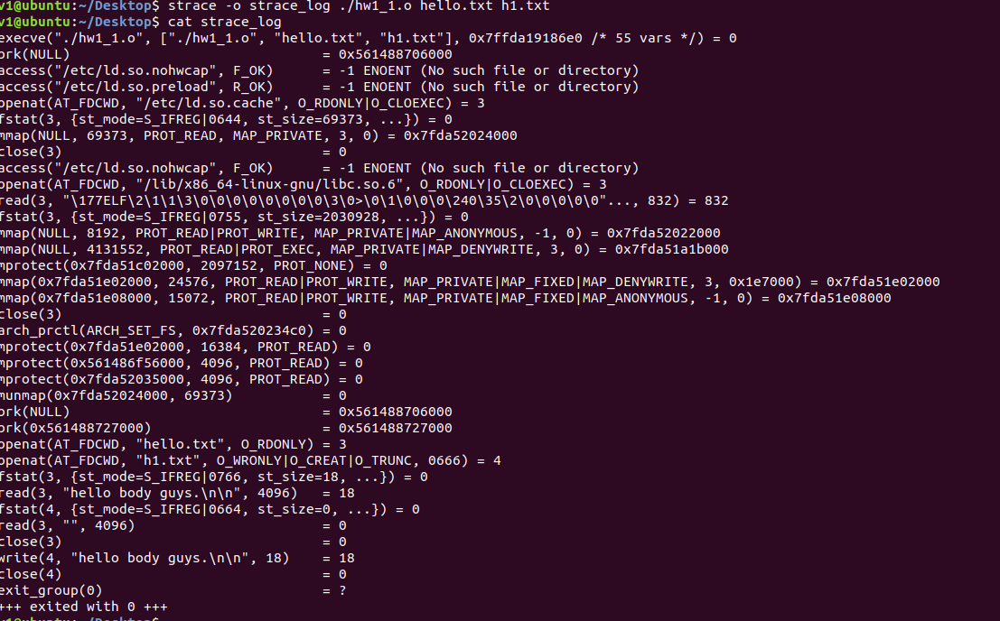 v1@ubuntu:~/Desktop$ strace -o strace_log ./hw1_1.o hello.txt h1.txt
v1@ubuntu:~/Desktop$ cat strace_log
execve("./hw1_1.o", ["./hw1_1.o", "hello.txt", "h1.txt"], 0x7ffda19186e0 /* 55 vars */) = 0
brk(NULL) = 0x561488706000
access("/etc/ld.so.nohwcap", F_OK) = -1 ENOENT (No such file or directory)
access("/etc/ld.so.preload", R_OK) = -1 ENOENT (No such file or directory)
openat(AT_FDCWD, "/etc/ld.so.cache", O_RDONLY|O_CLOEXEC) = 3
fstat(3, {st_mode=S_IFREG|0644, st_size=69373, ...}) = 0
mmap(NULL, 69373, PROT_READ, MAP_PRIVATE, 3, 0) = 0x7fda52024000
close(3) = 0
access("/etc/ld.so.nohwcap", F_OK) = -1 ENOENT (No such file or directory)
openat(AT_FDCWD, "/lib/x86_64-linux-gnu/libc.so.6", O_RDONLY|O_CLOEXEC) = 3
read(3, "\177ELF\2\1\1\3\0\0\0\0\0\0\0\0\3\0>\0\1\0\0\0\240\35\2\0\0\0\0\0"..., 832) = 832
fstat(3, {st_mode=S_IFREG|0755, st_size=2030928, ...}) = 0
mmap(NULL, 8192, PROT_READ|PROT_WRITE, MAP_PRIVATE|MAP_ANONYMOUS, -1, 0) = 0x7fda52022000
mmap(NULL, 4131552, PROT_READ|PROT_EXEC, MAP_PRIVATE|MAP_DENYWRITE, 3, 0) = 0x7fda51a1b000
mprotect(0x7fda51c02000, 2097152, PROT_NONE) = 0
mmap(0x7fda51e02000, 24576, PROT_READ|PROT_WRITE, MAP_PRIVATE|MAP_FIXED|MAP_DENYWRITE, 3, 0x1e7000) = 0x7fda51e02000
mmap(0x7fda51e08000, 15072, PROT_READ|PROT_WRITE, MAP_PRIVATE|MAP_FIXED|MAP_ANONYMOUS, -1, 0) = 0x7fda51e08000
close(3) = 0
arch_prctl(ARCH_SET_FS, 0x7fda520234c0) = 0
mprotect(0x7fda51e02000, 16384, PROT_READ) = 0
mprotect(0x561486f56000, 4096, PROT_READ) = 0
mprotect(0x7fda52035000, 4096, PROT_READ) = 0
munmap(0x7fda52024000, 69373) = 0
brk(NULL) = 0x561488706000
brk(0x561488727000) = 0x561488727000
openat(AT_FDCWD, "hello.txt", O_RDONLY) = 3
openat(AT_FDCWD, "h1.txt", O_WRONLY|O_CREAT|O_TRUNC, 0666) = 4
fstat(3, {st_mode=S_IFREG|0766, st_size=18, ...}) = 0
read(3, "hello body guys.\n\n", 4096) = 18
fstat(4, {st_mode=S_IFREG|0664, st_size=0, ...}) = 0
read(3, "", 4096) = 0
close(3) = 0
write(4, "hello body guys.\n\n", 18) = 18
close(4) = 0
exit_group(0) = ?
+++ exited with 0 +++
v1@ubuntu:~/Desktop$